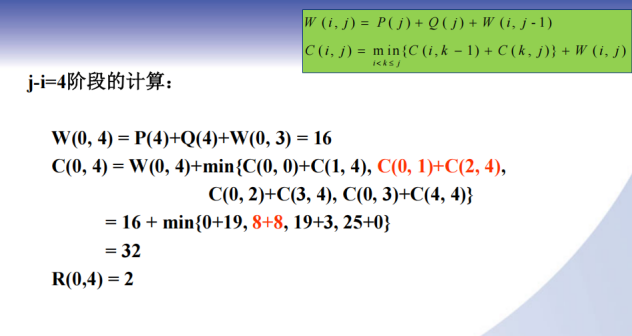 W (i, j) = P( j) + Q( j) + W (i, j -1)
C (i, j) = min{C (i, k − 1) + C (k, j)} + W (i, j)
i<k≤ j
j-i=4阶段的计算：
W(0, 4) = P(4)+Q(4)+W(0, 3) = 16
C(0, 4) = W(0, 4)+min{C(0, 0)+C(1, 4), C(0, 1)+C(2, 4),
C(0, 2)+C(3, 4), C(0, 3)+C(4, 4)}
= 16 + min{0+19, 8+8, 19+3, 25+0}
= 32
R(0,4) = 2